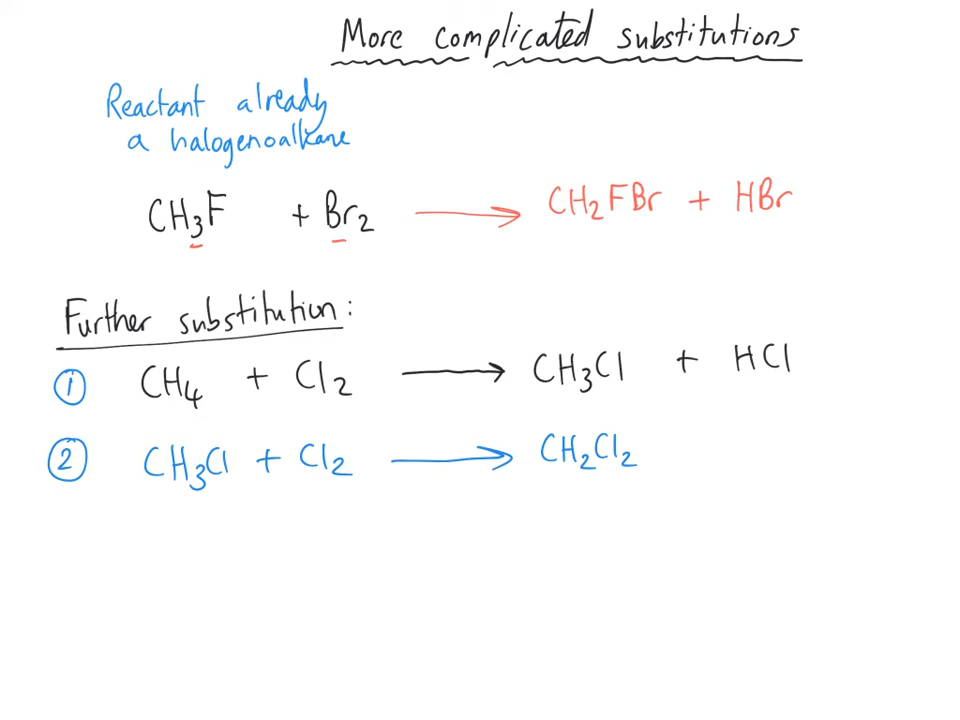 More complicated substitutions
Reactant already
a halogenoalkane
CH₃F + Br₂ → CH₂FBr + HBr
Further substitution:
① CH₄ + Cl₂ → CH₃Cl + HCl
② CH₃Cl + Cl₂ → CH₂Cl₂